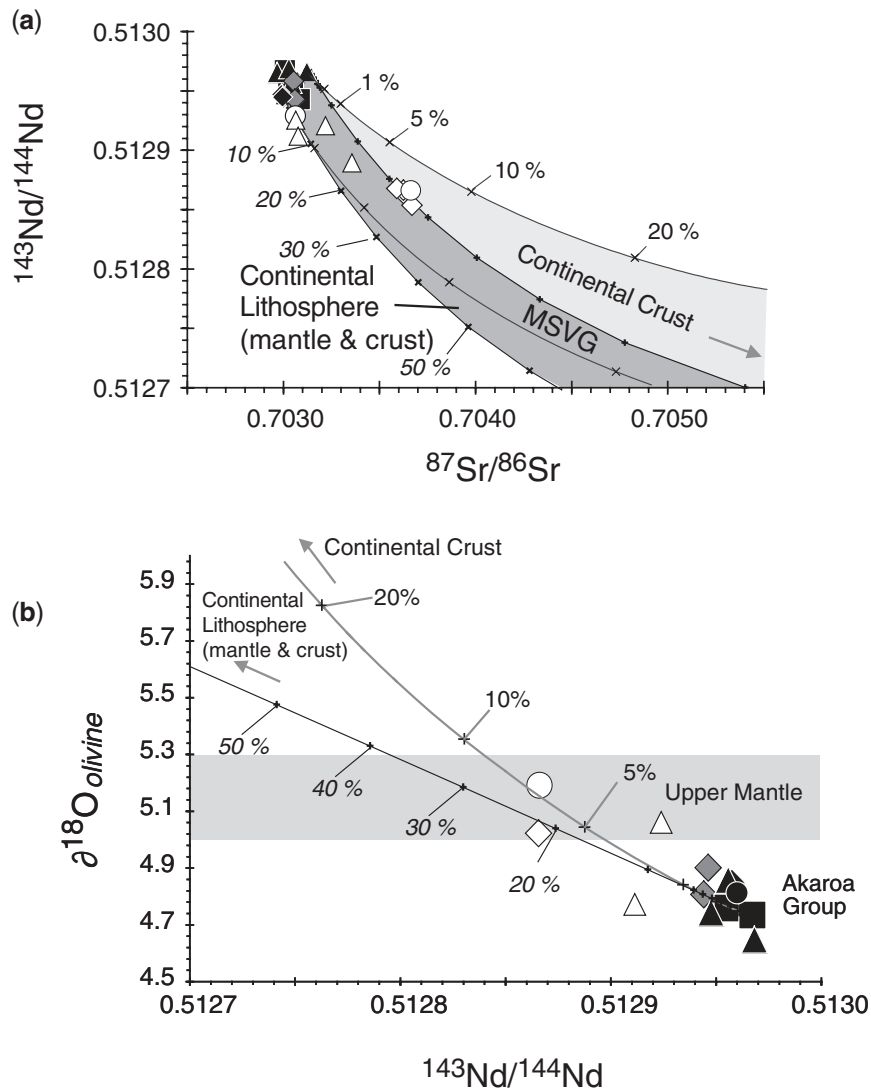 (a)
0.5130
0.5129
0.5128
0.5127
143Nd/144Nd
1 %
5 %
10 %
20 %
10 %
20 %
30 %
50 %
Continental
Lithosphere
(mantle & crust)
Continental Crust
MSVG
0.7030
0.7040
0.7050
87Sr/86Sr
(b)
5.9
5.7
5.5
5.3
5.1
4.9
4.7
4.5
∂18Oolivine
Continental Crust
Continental
Lithosphere
(mantle & crust)
20%
10%
5%
50 %
40 %
30 %
20 %
Upper Mantle
Akaroa
Group
0.5127
0.5128
0.5129
0.5130
143Nd/144Nd